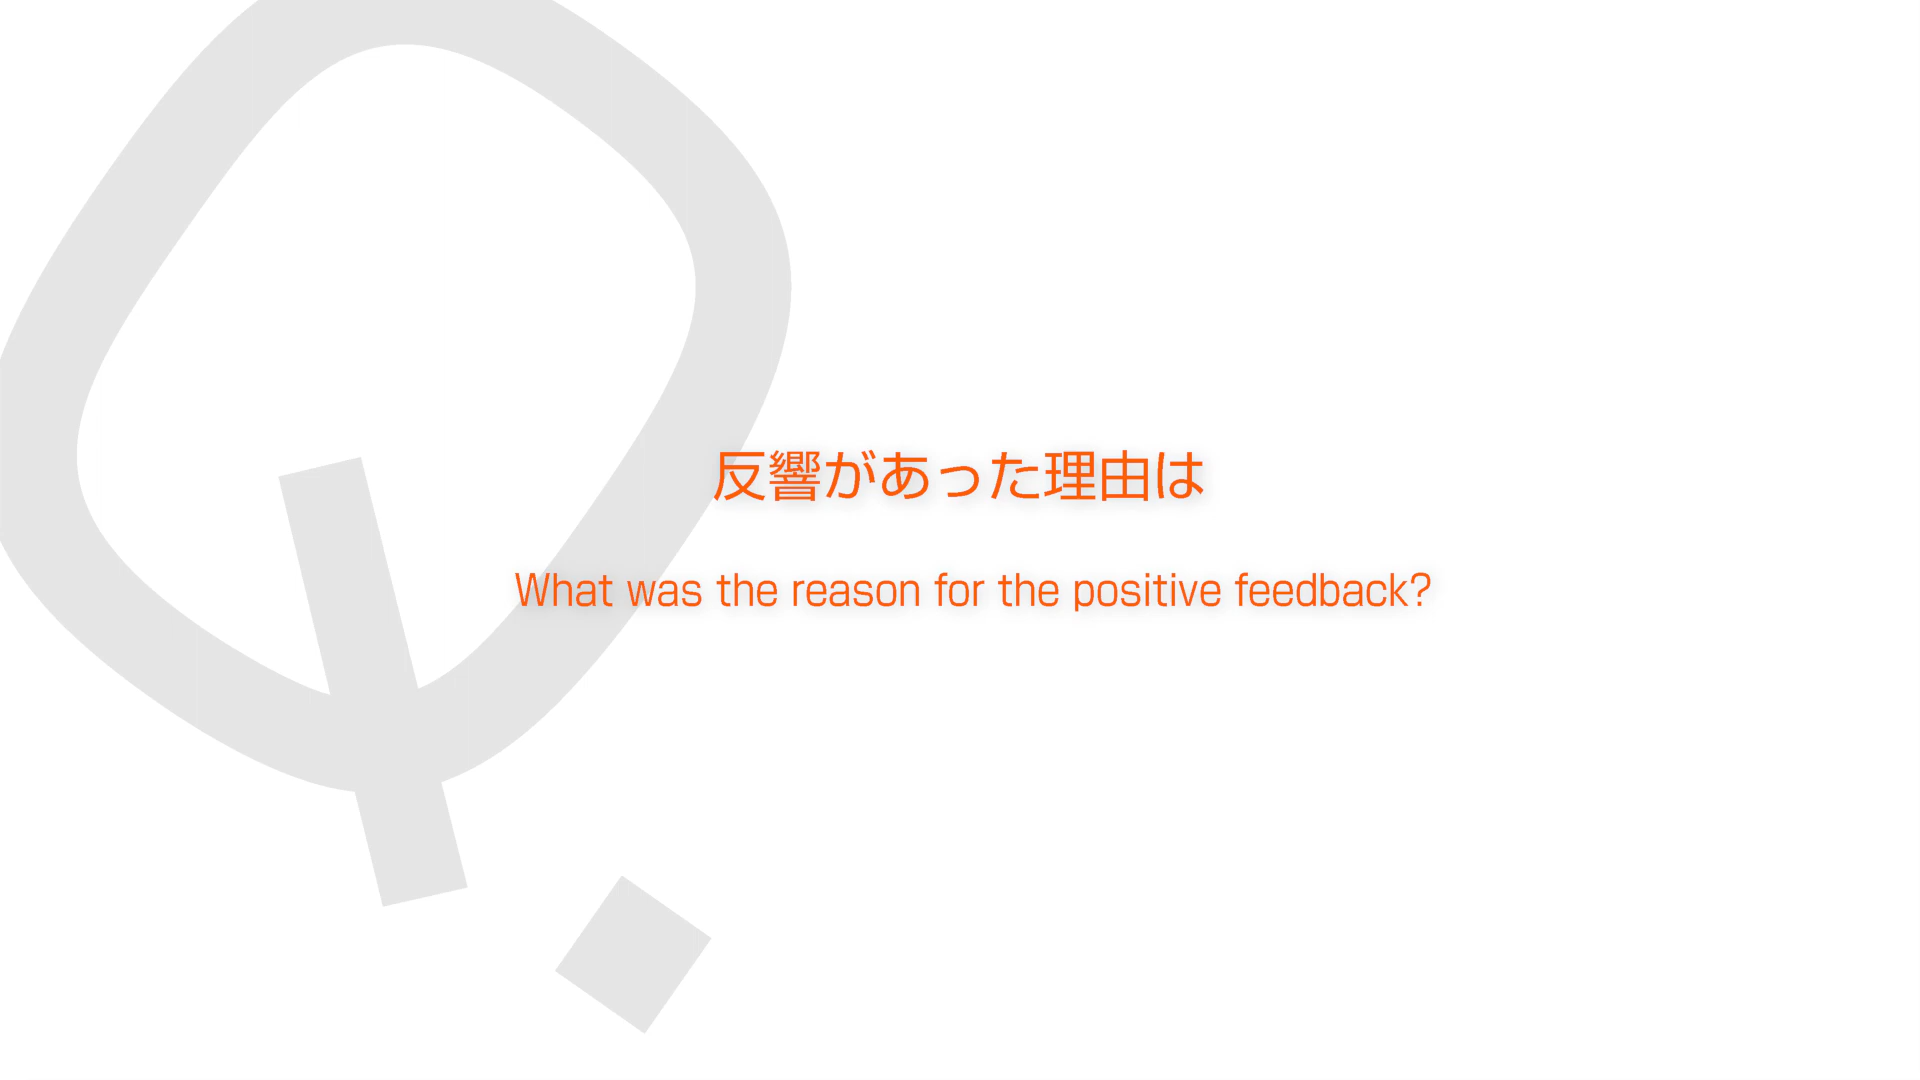 Q.
反響があった理由は
What was the reason for the positive feedback?